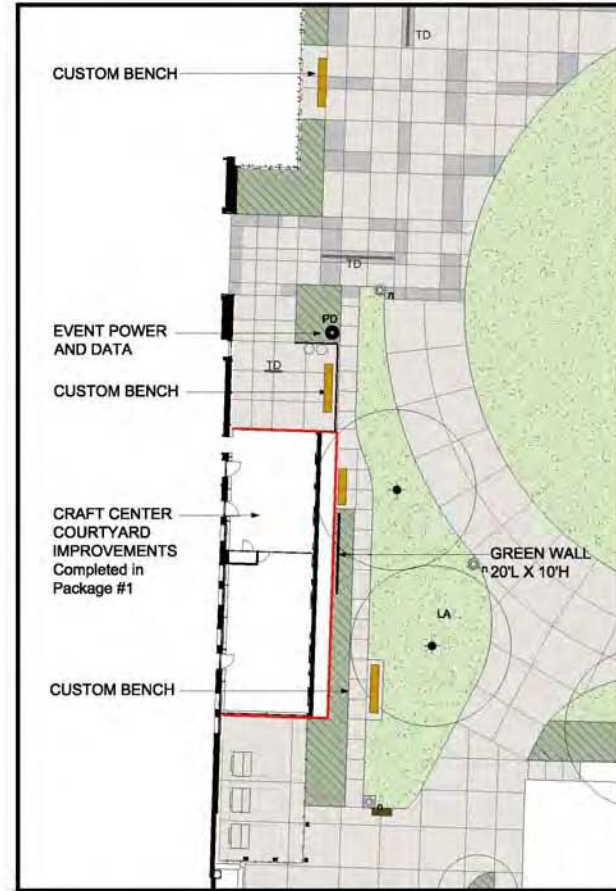 TD
CUSTOM BENCH
TD
n
PD
EVENT POWER
AND DATA
TD
CUSTOM BENCH
CRAFT CENTER
COURTYARD
IMPROVEMENTS
Completed in
Package #1
GREEN WALL
20'L X 10'H
n
LA
CUSTOM BENCH
n